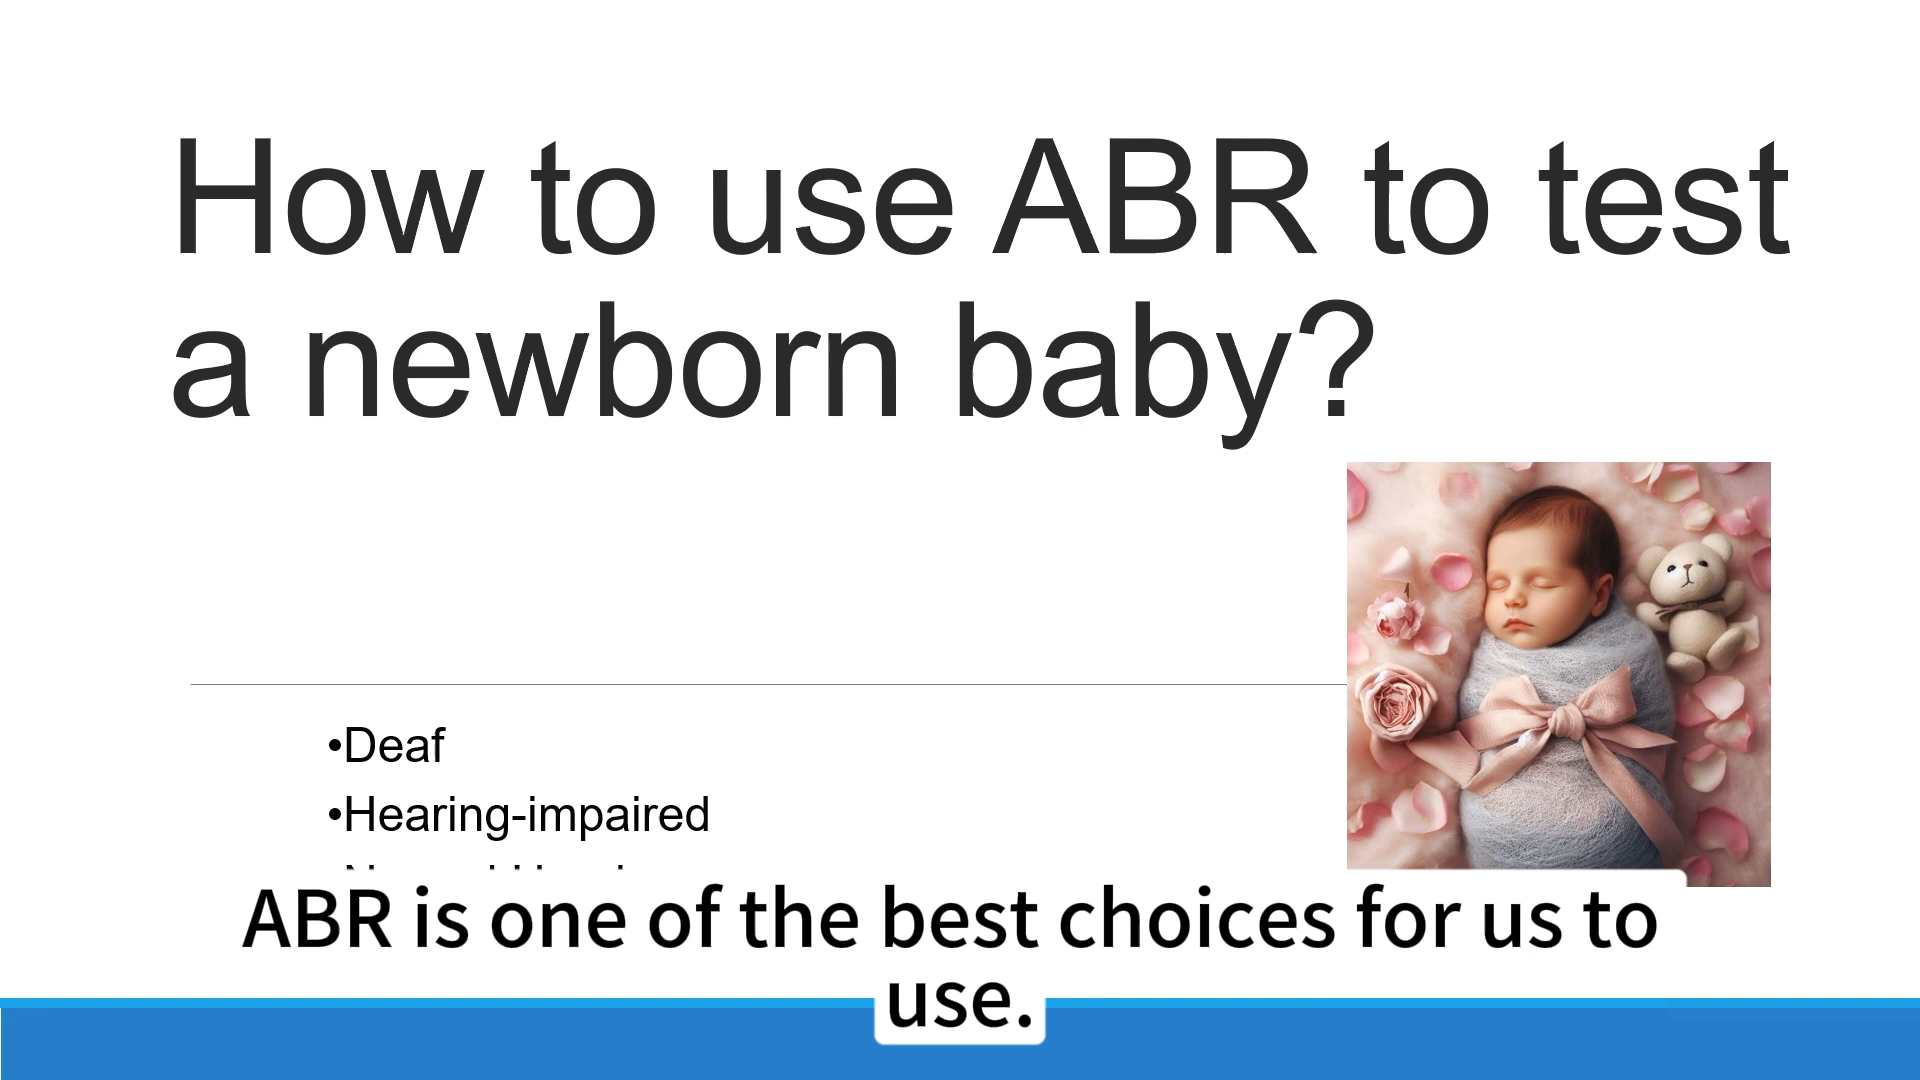 How to use ABR to test
a newborn baby?
•Deaf
•Hearing-impaired
ABR is one of the best choices for us to
use.